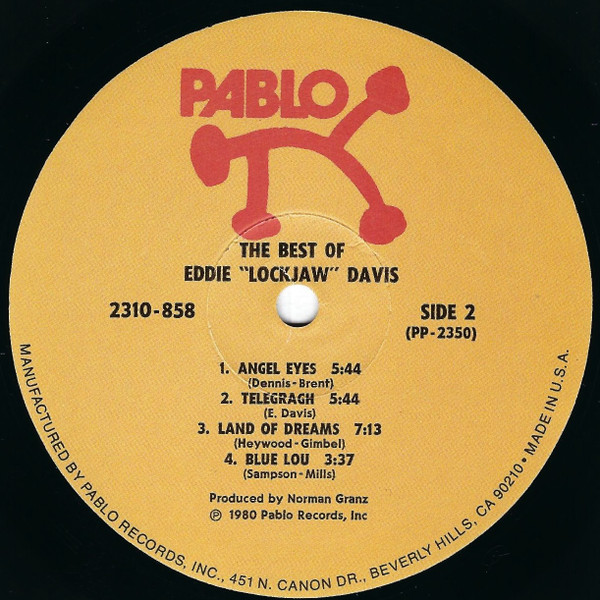 PABLO
THE BEST OF
EDDIE "LOCKJAW" DAVIS
2310-858
SIDE 2
(PP-2350)
1. ANGEL EYES 5:44
(Dennis-Brent)
2. TELEGRAGH 5:44
(E. Davis)
3. LAND OF DREAMS 7:13
(Heywood-Gimbel)
4. BLUE LOU 3:37
(Sampson-Mills)
Produced by Norman Granz
℗ 1980 Pablo Records, Inc
MANUFACTURED BY PABLO RECORDS, INC., 451 N. CANON DR., BEVERLY HILLS, CA 90210 • MADE IN U.S.A.